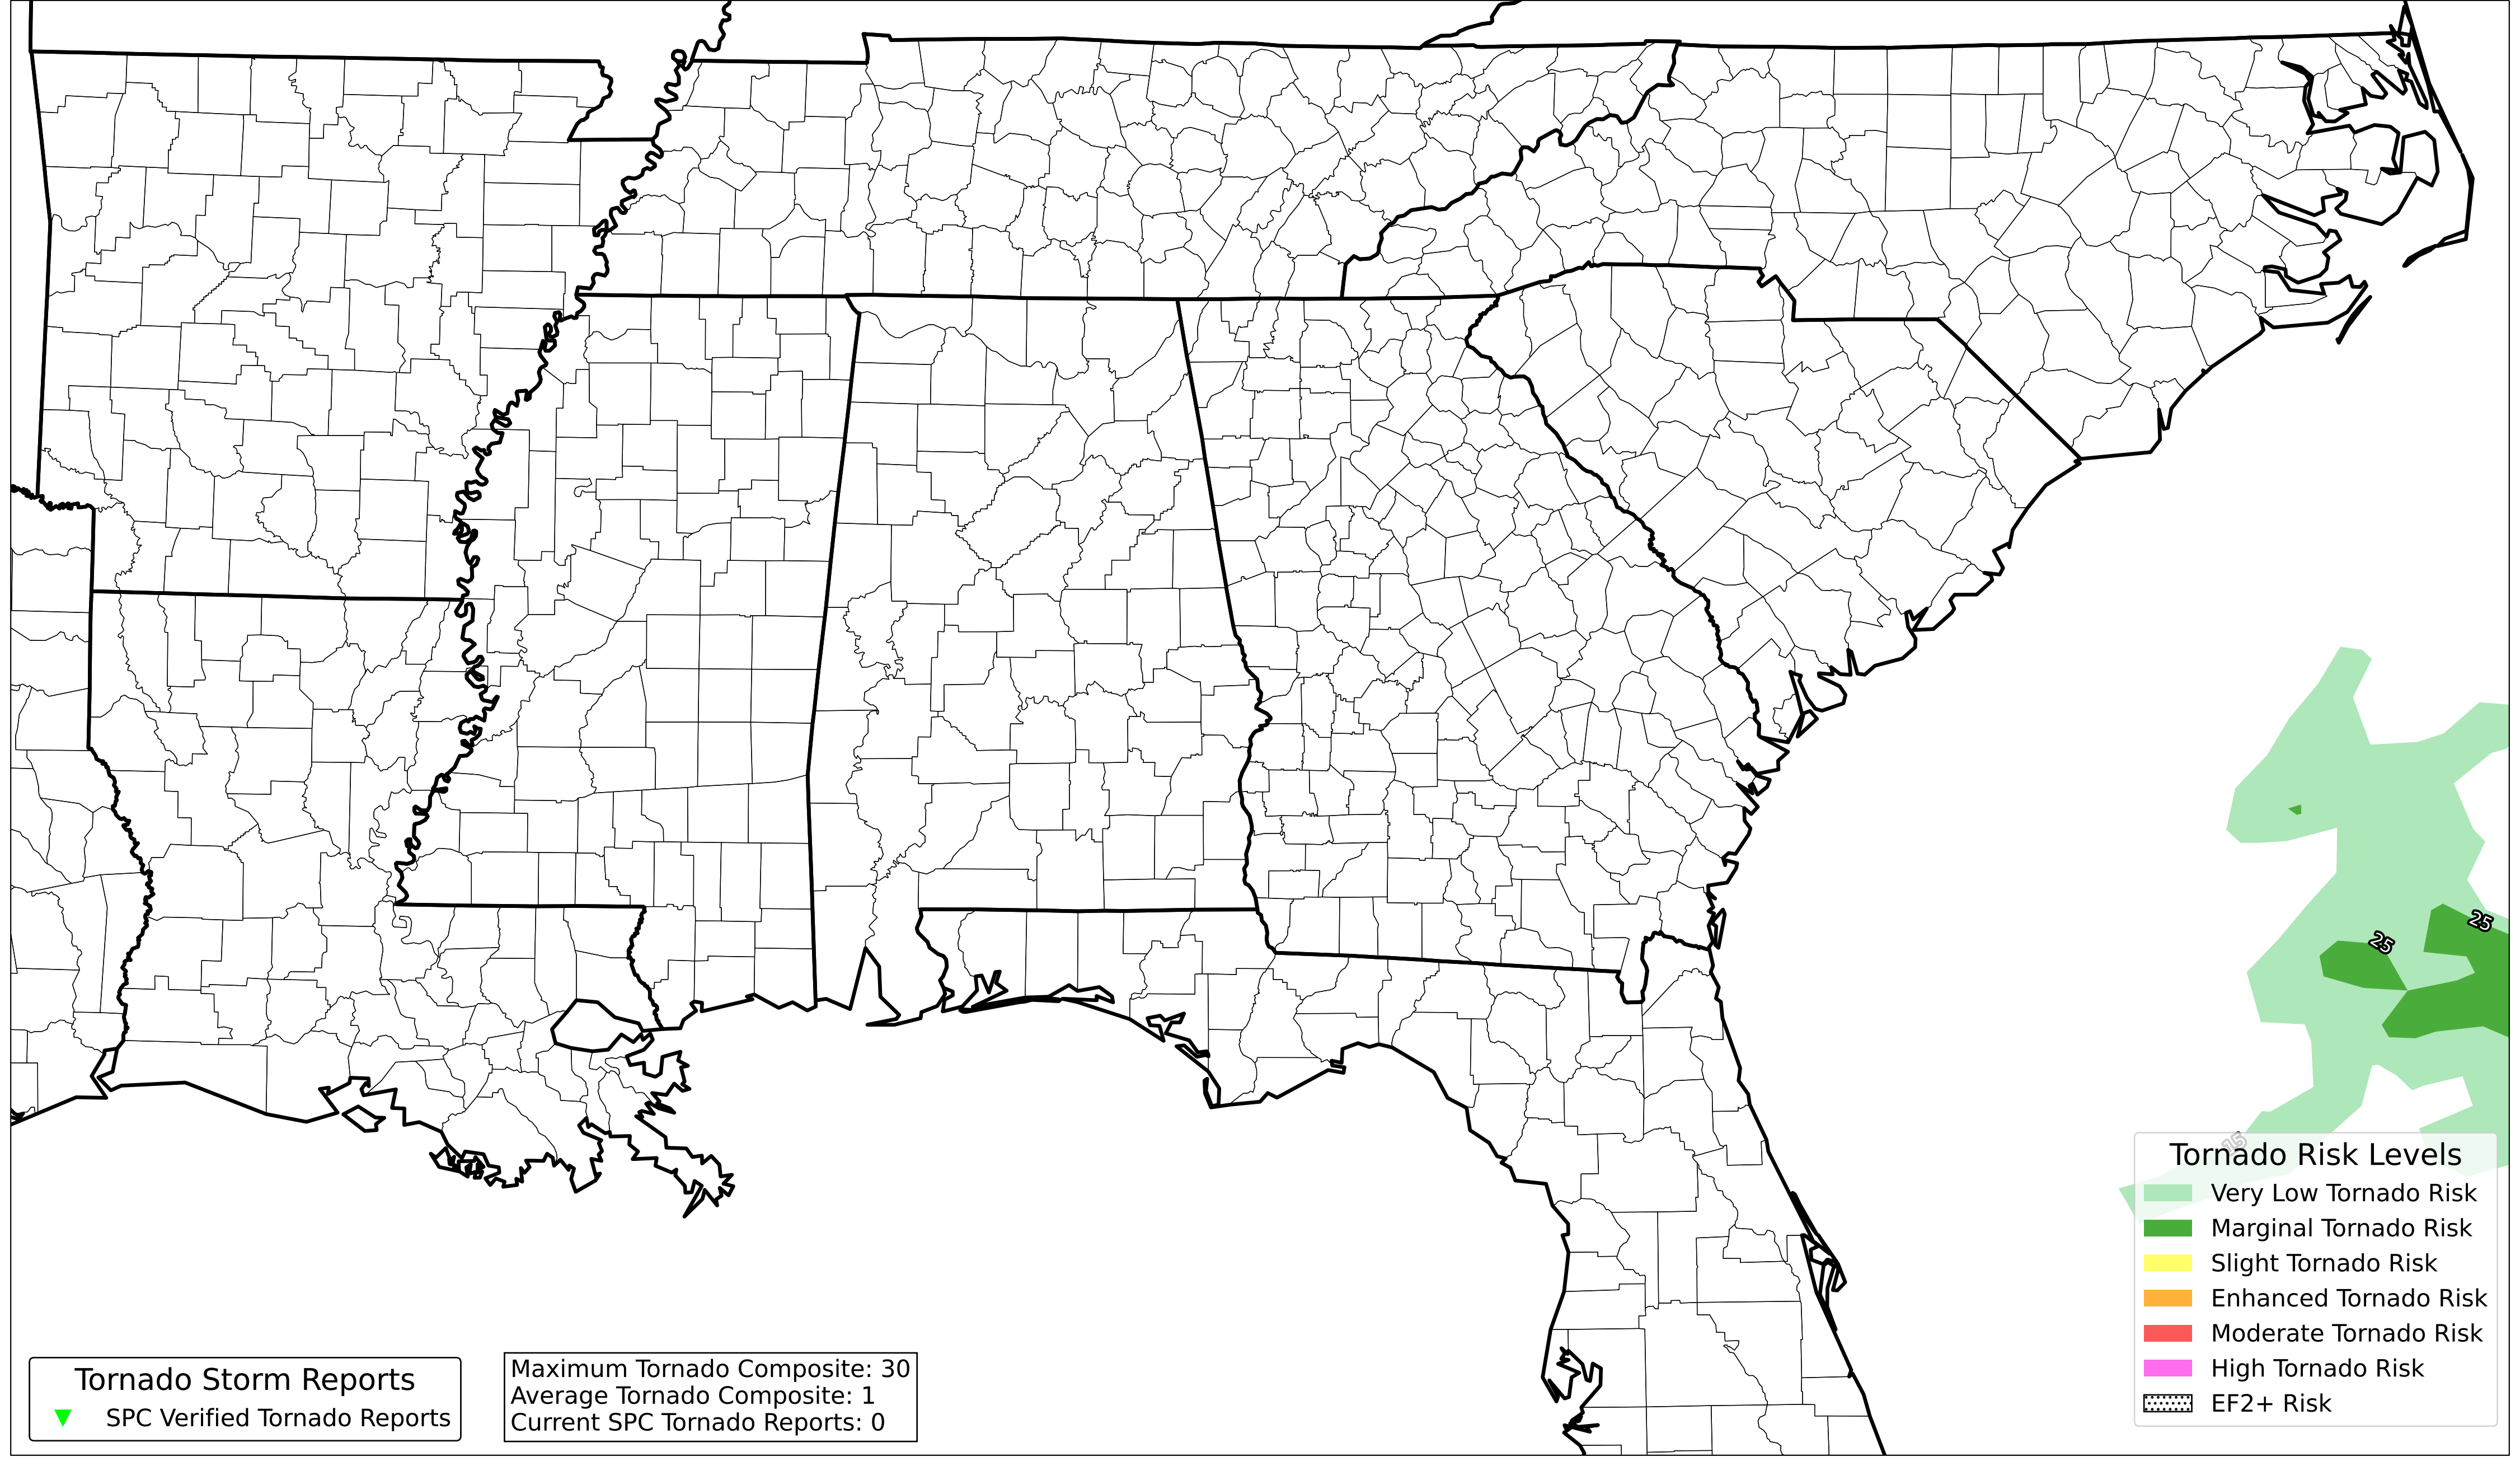 25
25
15
Tornado Risk Levels
Very Low Tornado Risk
Marginal Tornado Risk
Slight Tornado Risk
Enhanced Tornado Risk
Moderate Tornado Risk
High Tornado Risk
EF2+ Risk
Tornado Storm Reports
SPC Verified Tornado Reports
Maximum Tornado Composite: 30
Average Tornado Composite: 1
Current SPC Tornado Reports: 0